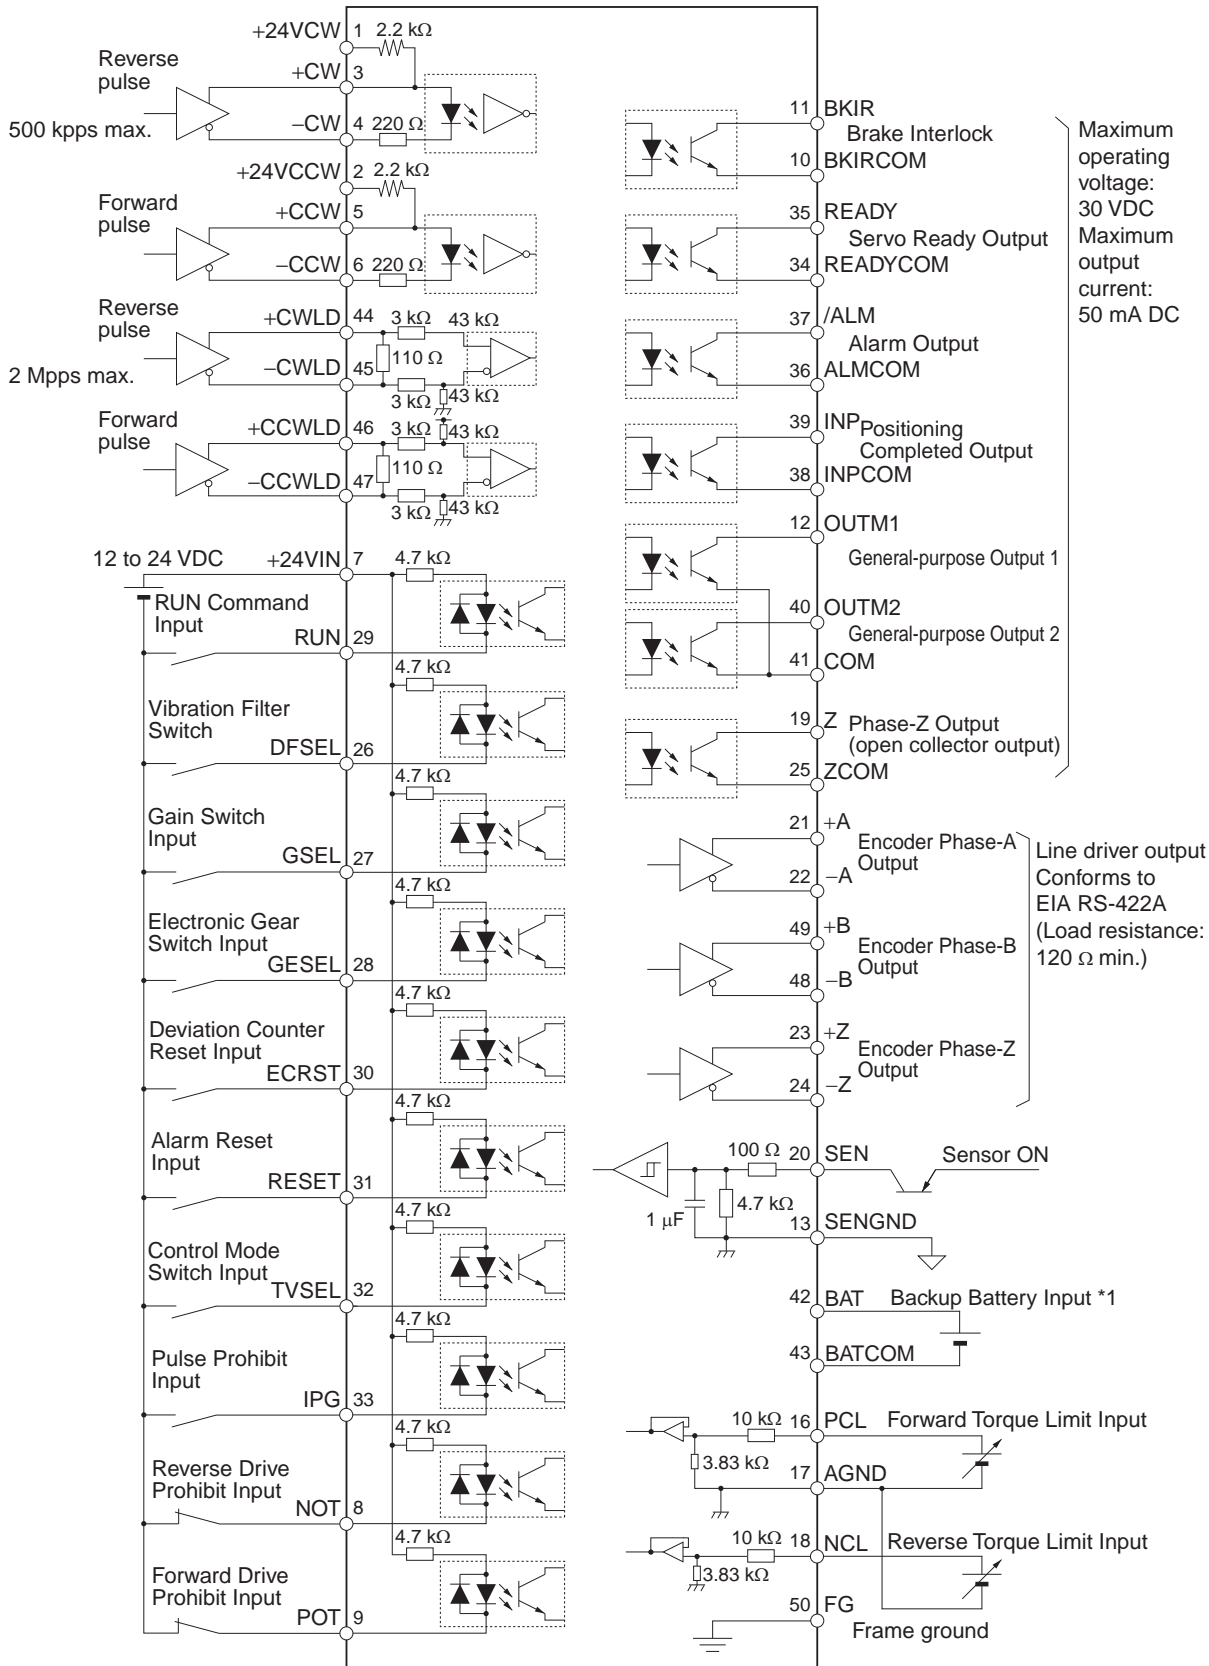 +24VCW 1 2.2 kΩ
Reverse
pulse
+CW 3
500 kpps max.
−CW 4 220 Ω
+24VCCW 2 2.2 kΩ
Forward
pulse
+CCW 5
−CCW 6 220 Ω
Reverse
pulse
+CWLD 44 3 kΩ 43 kΩ
110 Ω
2 Mpps max.
−CWLD 45
3 kΩ 43 kΩ
Forward
pulse
+CCWLD 46 3 kΩ 43 kΩ
110 Ω
−CCWLD 47
3 kΩ 43 kΩ
12 to 24 VDC
+24VIN 7 4.7 kΩ
RUN Command
Input
RUN 29
4.7 kΩ
Vibration Filter
Switch
DFSEL 26
4.7 kΩ
Gain Switch
Input
GSEL 27
4.7 kΩ
Electronic Gear
Switch Input
GESEL 28
4.7 kΩ
Deviation Counter
Reset Input
ECRST 30
4.7 kΩ
Alarm Reset
Input
RESET 31
4.7 kΩ
Control Mode
Switch Input
TVSEL 32
4.7 kΩ
Pulse Prohibit
Input
IPG 33
4.7 kΩ
Reverse Drive
Prohibit Input
NOT 8
4.7 kΩ
Forward Drive
Prohibit Input
POT 9
11 BKIR
Brake Interlock
10 BKIRCOM
35 READY
Servo Ready Output
34 READYCOM
37 /ALM
Alarm Output
36 ALMCOM
39 INP
Positioning
Completed Output
38 INPCOM
12 OUTM1
General-purpose Output 1
40 OUTM2
General-purpose Output 2
41 COM
19 Z Phase-Z Output
(open collector output)
25 ZCOM
Maximum
operating
voltage:
30 VDC
Maximum
output
current:
50 mA DC
21 +A
Encoder Phase-A
Output
22 −A
49 +B
Encoder Phase-B
Output
48 −B
23 +Z
Encoder Phase-Z
Output
24 −Z
Line driver output
Conforms to
EIA RS-422A
(Load resistance:
120 Ω min.)
100 Ω 20 SEN Sensor ON
4.7 kΩ
1 µF
13 SENGND
42 BAT Backup Battery Input *1
43 BATCOM
10 kΩ 16 PCL Forward Torque Limit Input
3.83 kΩ
17 AGND
10 kΩ 18 NCL Reverse Torque Limit Input
3.83 kΩ
50 FG
Frame ground